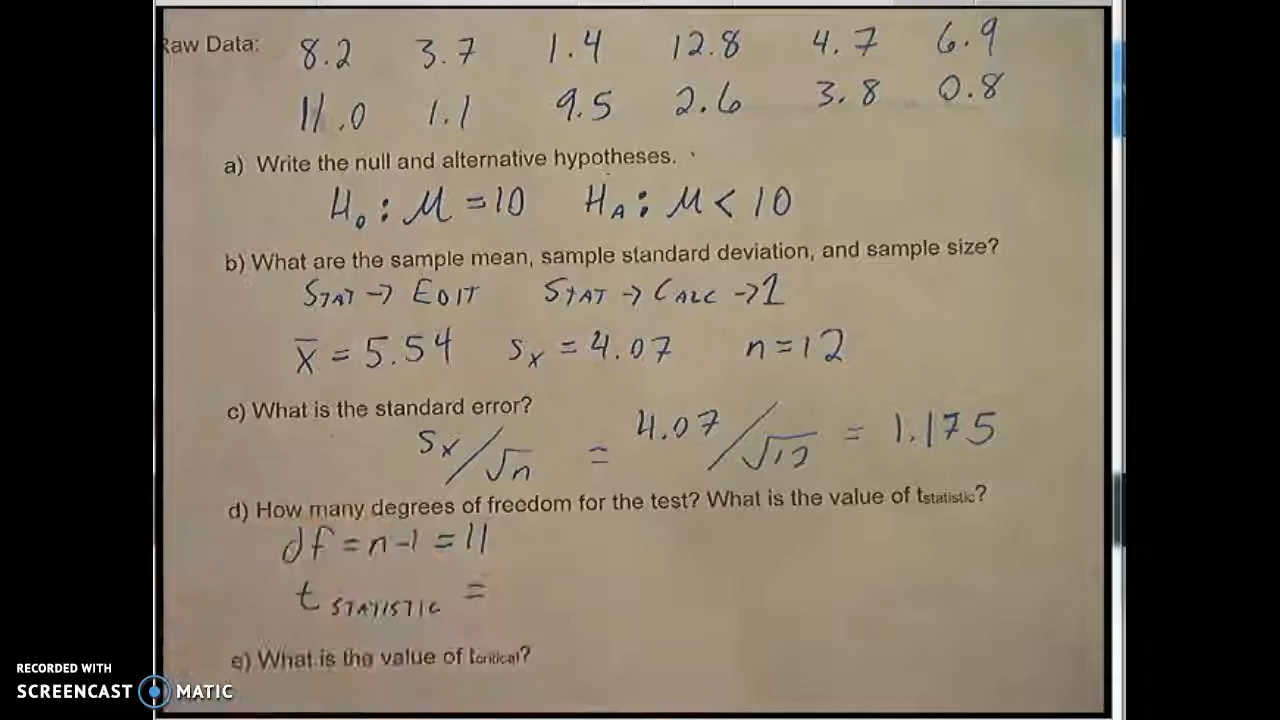 Raw Data: 8.2 3.7 1.4 12.8 4.7 6.9
11.0 1.1 9.5 2.6 3.8 0.8
a) Write the null and alternative hypotheses.
H₀ : M = 10 H_A : M < 10
b) What are the sample mean, sample standard deviation, and sample size?
STAT → EDIT STAT → CALC → 1
x̄ = 5.54 Sx = 4.07 n = 12
c) What is the standard error?
Sx/√n = 4.07/√12 = 1.175
d) How many degrees of freedom for the test? What is the value of tstatistic?
df = n-1 = 11
t STATISTIC =
e) What is the value of tcritical?
RECORDED WITH
SCREENCAST MATIC